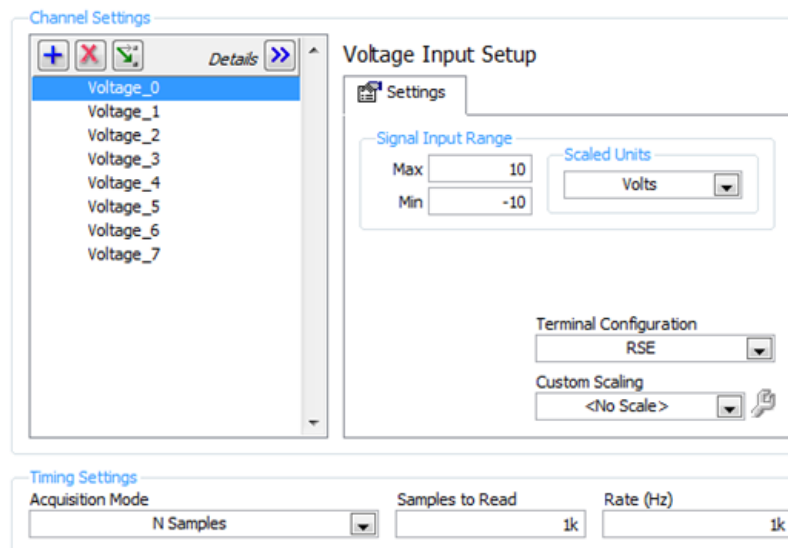 Channel Settings
Details
Voltage_0
Voltage_1
Voltage_2
Voltage_3
Voltage_4
Voltage_5
Voltage_6
Voltage_7
Voltage Input Setup
Settings
Signal Input Range
Max 10
Min -10
Scaled Units
Volts
Terminal Configuration
RSE
Custom Scaling
<No Scale>
Timing Settings
Acquisition Mode
N Samples
Samples to Read
1k
Rate (Hz)
1k